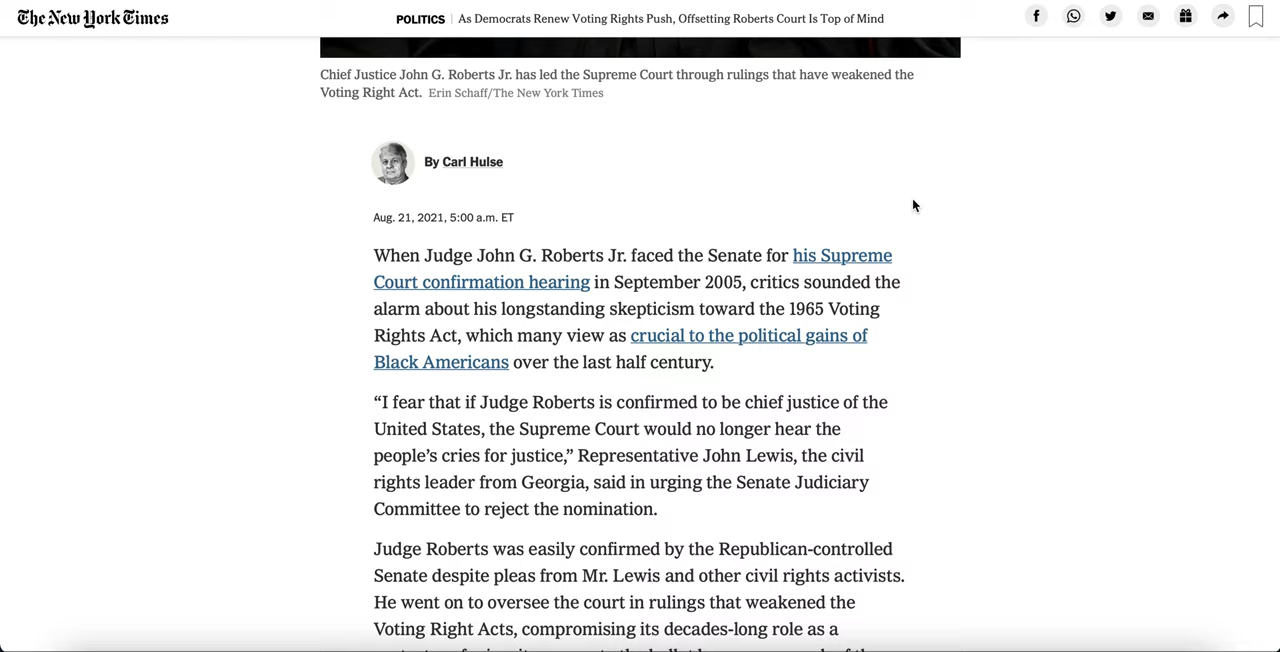 The New York Times
POLITICS | As Democrats Renew Voting Rights Push, Offsetting Roberts Court Is Top of Mind
Chief Justice John G. Roberts Jr. has led the Supreme Court through rulings that have weakened the
Voting Right Act. Erin Schaff/The New York Times
By Carl Hulse
Aug. 21, 2021, 5:00 a.m. ET
When Judge John G. Roberts Jr. faced the Senate for his Supreme
Court confirmation hearing in September 2005, critics sounded the
alarm about his longstanding skepticism toward the 1965 Voting
Rights Act, which many view as crucial to the political gains of
Black Americans over the last half century.
“I fear that if Judge Roberts is confirmed to be chief justice of the
United States, the Supreme Court would no longer hear the
people’s cries for justice,” Representative John Lewis, the civil
rights leader from Georgia, said in urging the Senate Judiciary
Committee to reject the nomination.
Judge Roberts was easily confirmed by the Republican-controlled
Senate despite pleas from Mr. Lewis and other civil rights activists.
He went on to oversee the court in rulings that weakened the
Voting Right Acts, compromising its decades-long role as a